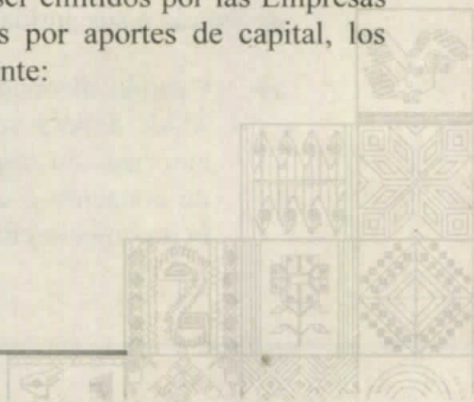 ser emitidos por las Empresas
s por aportes de capital, los
nte: